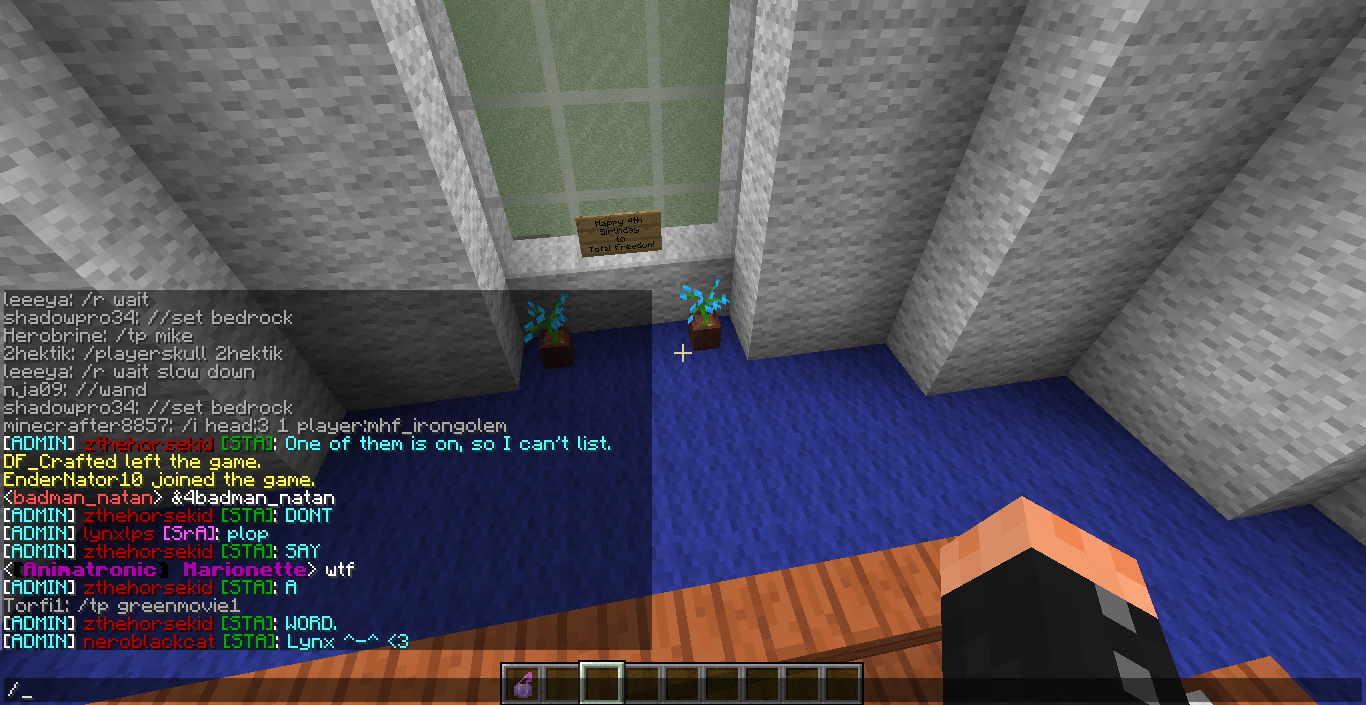 Happy 4th
Birthday
to
Total Freedom!
leeeya: /r wait
shadowpro34: //set bedrock
Herobrine: /tp mike
2hektik: /playerskull 2hektik
leeeya: /r wait slow down
nja09: //wand
shadowpro34: //set bedrock
minecrafter8857: /i head:3 1 player:mhf_irongolem
[ADMIN] zthehorsekid [STA]: One of them is on, so I can't list.
DF_Crafted left the game.
EnderNator10 joined the game.
<badman_natan> &4badman_natan
[ADMIN] zthehorsekid [STA]: DONT
[ADMIN] lynxlps [SrA]: plop
[ADMIN] zthehorsekid [STA]: SAY
<[Animatronic] Marionette> wtf
[ADMIN] zthehorsekid [STA]: A
Torfi1: /tp greenmovie1
[ADMIN] zthehorsekid [STA]: WORD.
[ADMIN] neroblackcat [STA]: Lynx ^-^ <3
/_